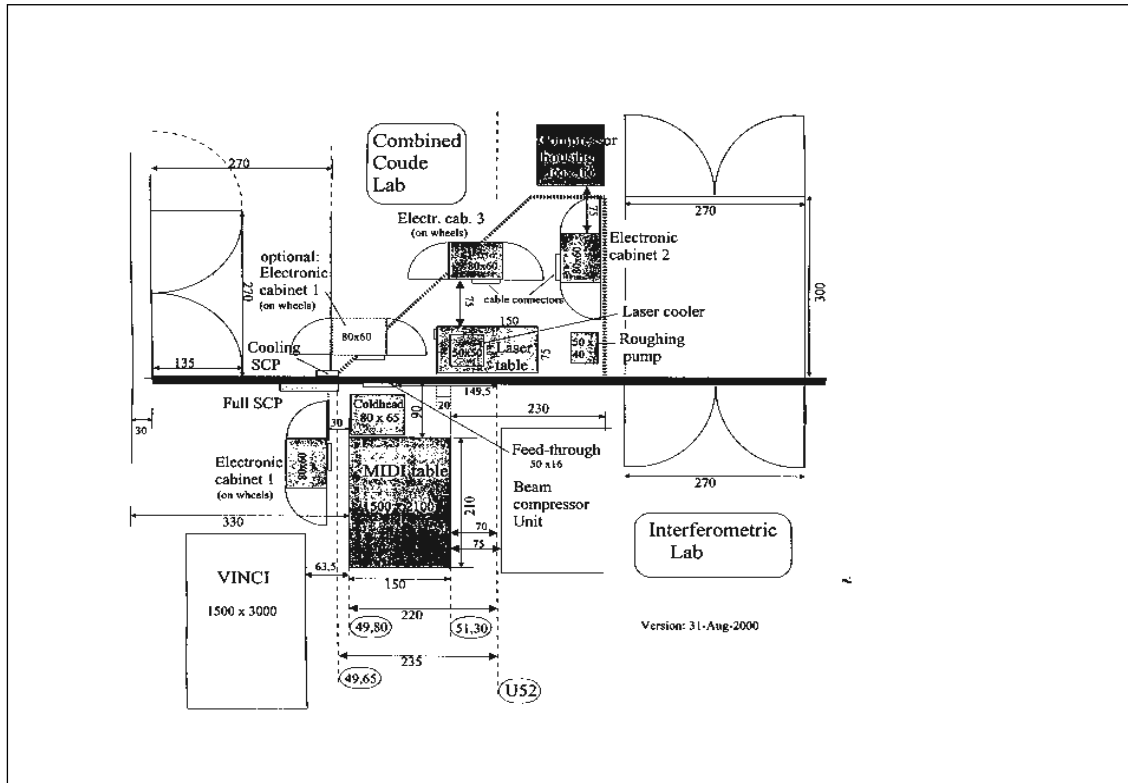 Combined
Coude
Lab
270
Compressor
housing
100x100
75
270
Electr. cab. 3
(on wheels)
80x60
Electronic
cabinet 2
80x60
optional:
Electronic
cabinet 1
(on wheels)
270
75
cable connectors
300
80x60
150
Laser cooler
Cooling
SCP
135
50x50
Laser
table
75
50 x
40
Roughing
pump
Full SCP
149,5
20
230
30
30
Coldhead
80 x 65
90
Electronic
cabinet 1
(on wheels)
80x60
MIDI table
1500 x 2100
210
Feed-through
50 x16
Beam
compressor
Unit
270
330
70
75
Interferometric
Lab
VINCI
1500 x 3000
63,5
150
220
49,80
51,30
Version: 31-Aug-2000
235
49,65
U52